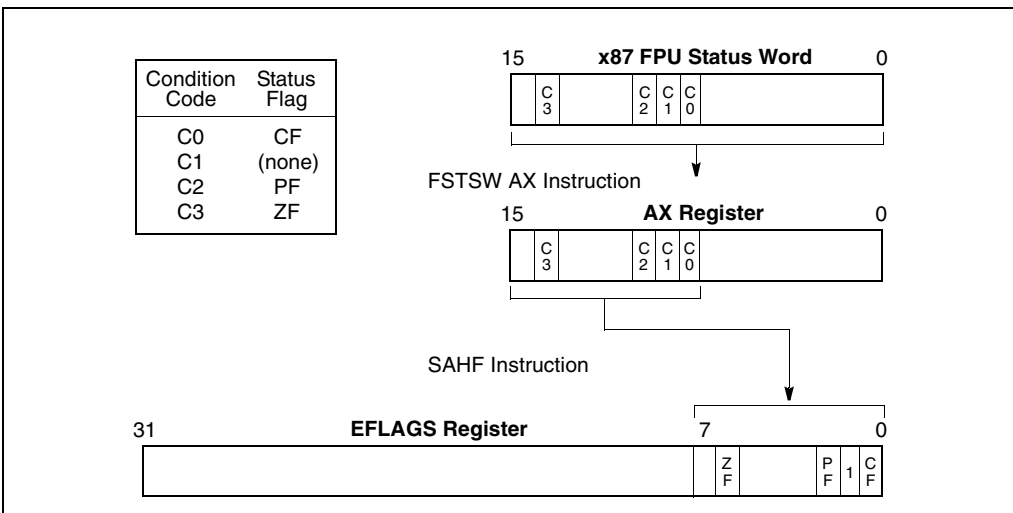 Condition Code Status Flag
C0 CF
C1 (none)
C2 PF
C3 ZF
15 x87 FPU Status Word 0
C3 C2 C1 C0
FSTSW AX Instruction
15 AX Register 0
C3 C2 C1 C0
SAHF Instruction
31 EFLAGS Register 7 0
ZF PF 1 CF